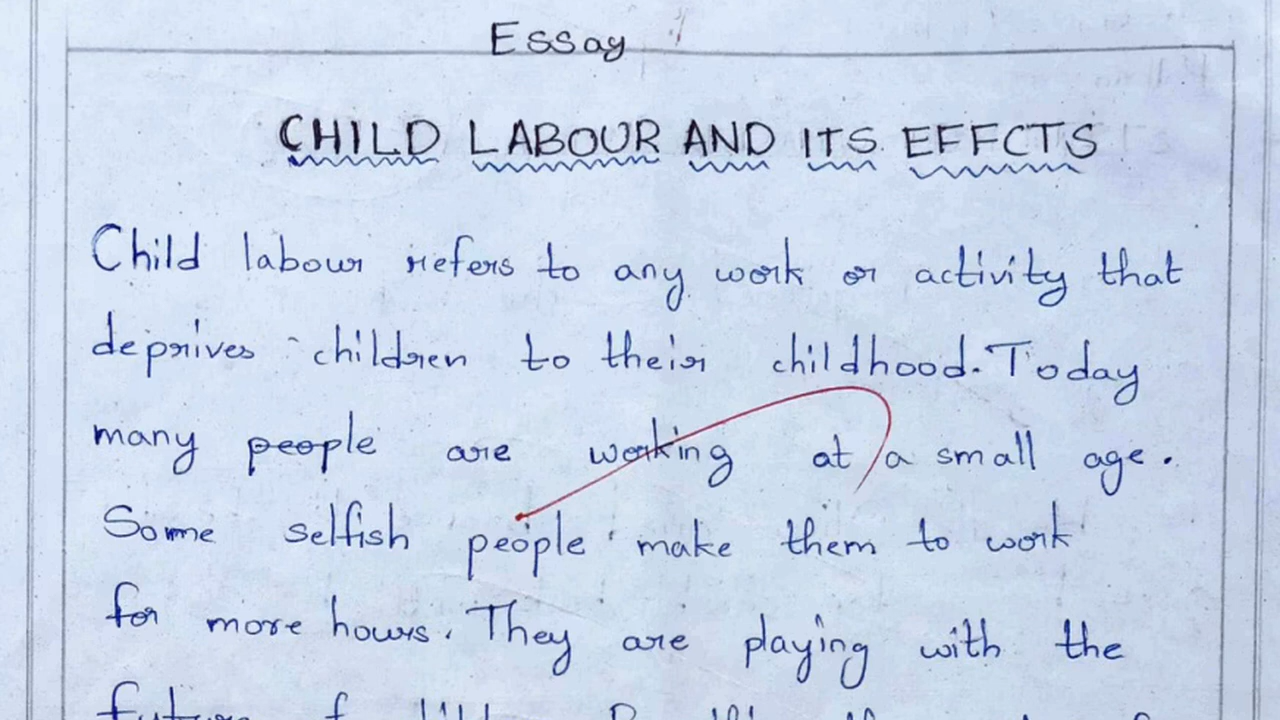 Essay
CHILD LABOUR AND ITS EFFCTS
Child labour refers to any work or activity that
deprives children to their childhood. Today
many people are working at a small age.
Some selfish people make them to work
for more hours. They are playing with the